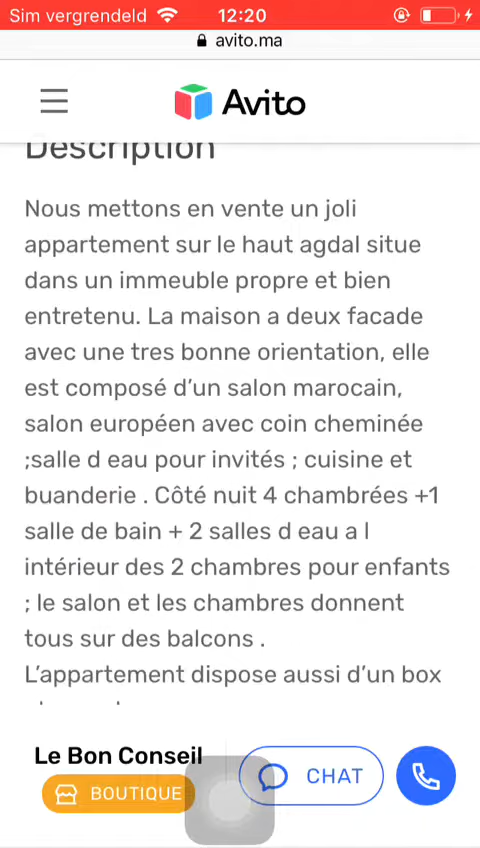 Sim vergrendeld 12:20
avito.ma
Avito
Description
Nous mettons en vente un joli
appartement sur le haut agdal situe
dans un immeuble propre et bien
entretenu. La maison a deux facade
avec une tres bonne orientation, elle
est composé d’un salon marocain,
salon européen avec coin cheminée
;salle d eau pour invités ; cuisine et
buanderie . Côté nuit 4 chambrées +1
salle de bain + 2 salles d eau a l
intérieur des 2 chambres pour enfants
; le salon et les chambres donnent
tous sur des balcons .
L’appartement dispose aussi d’un box
Le Bon Conseil
BOUTIQUE
CHAT